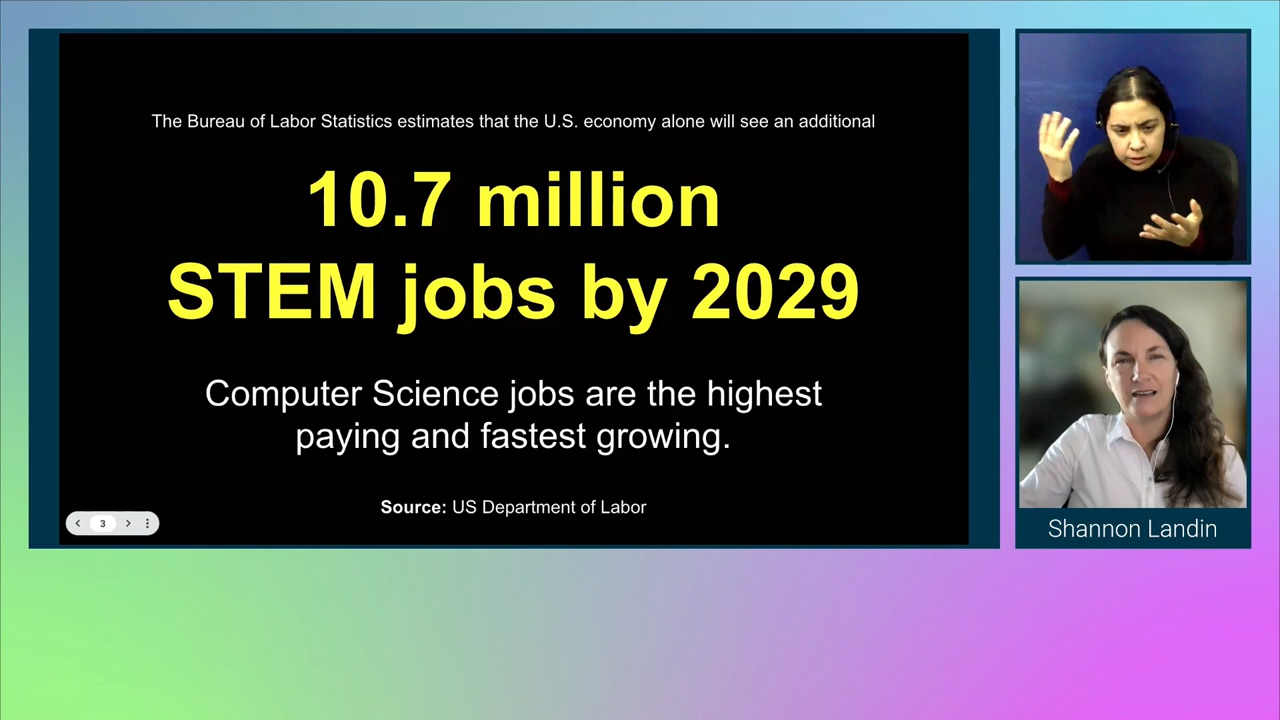 The Bureau of Labor Statistics estimates that the U.S. economy alone will see an additional
10.7 million
STEM jobs by 2029
Computer Science jobs are the highest
paying and fastest growing.
Source: US Department of Labor
3
Shannon Landin